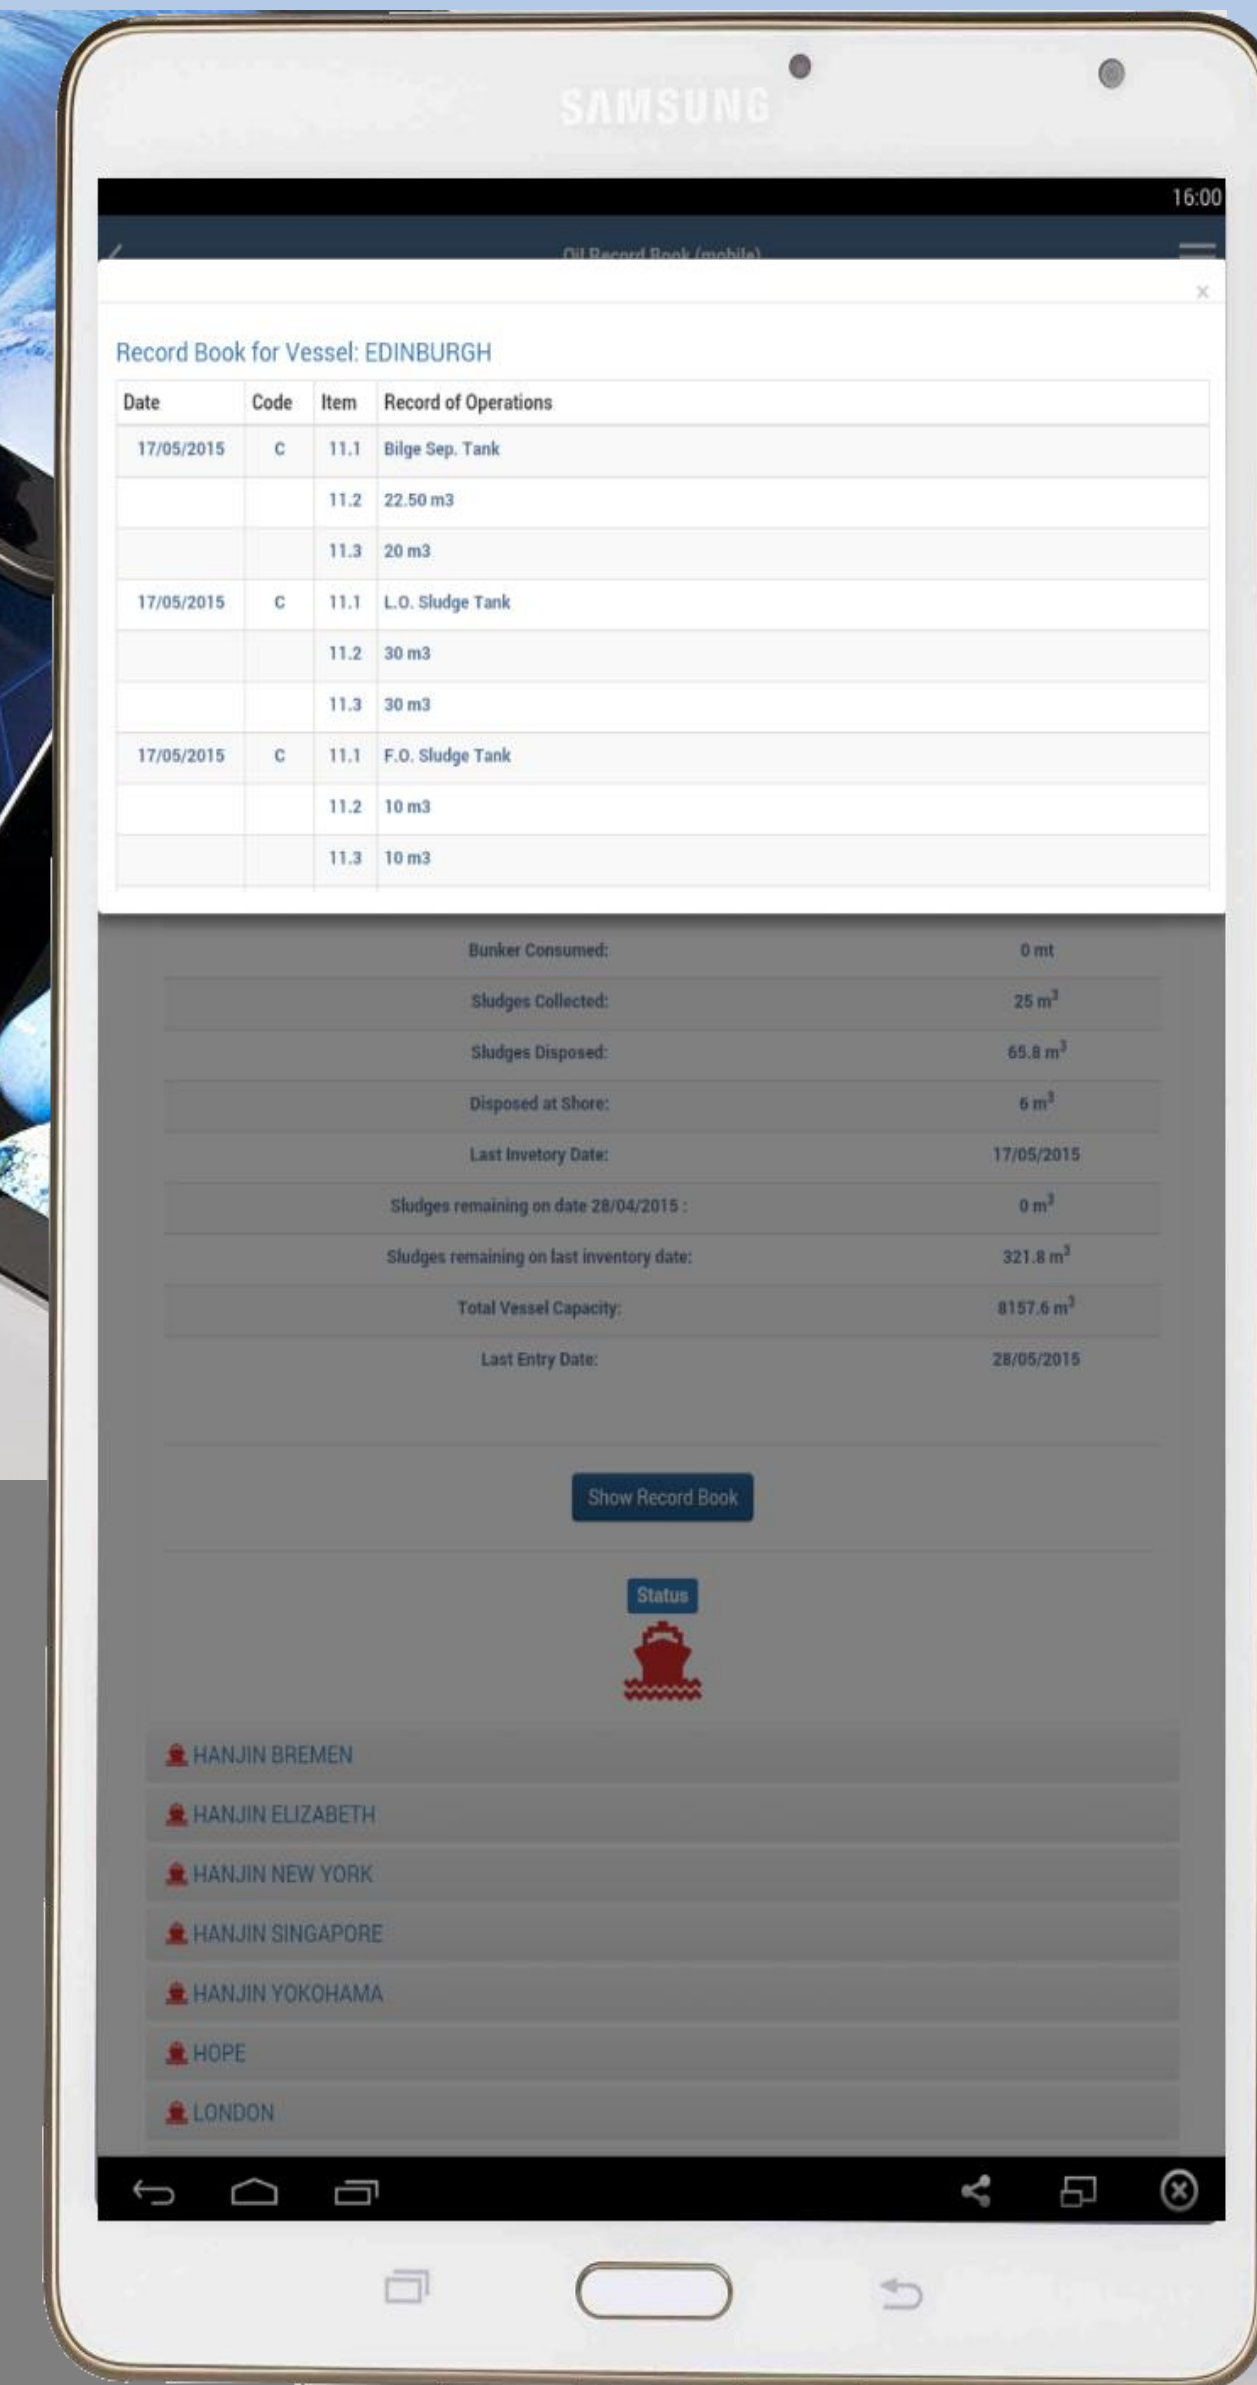 SAMSUNG
16:00
Oil Record Book (mobile)
×
Record Book for Vessel: EDINBURGH
Date Code Item Record of Operations
17/05/2015 C 11.1 Bilge Sep. Tank
11.2 22.50 m3
11.3 20 m3
17/05/2015 C 11.1 L.O. Sludge Tank
11.2 30 m3
11.3 30 m3
17/05/2015 C 11.1 F.O. Sludge Tank
11.2 10 m3
11.3 10 m3
Bunker Consumed: 0 mt
Sludges Collected: 25 m³
Sludges Disposed: 65.8 m³
Disposed at Shore: 6 m³
Last Invetory Date: 17/05/2015
Sludges remaining on date 28/04/2015 : 0 m³
Sludges remaining on last inventory date: 321.8 m³
Total Vessel Capacity: 8157.6 m³
Last Entry Date: 28/05/2015
Show Record Book
Status
HANJIN BREMEN
HANJIN ELIZABETH
HANJIN NEW YORK
HANJIN SINGAPORE
HANJIN YOKOHAMA
HOPE
LONDON